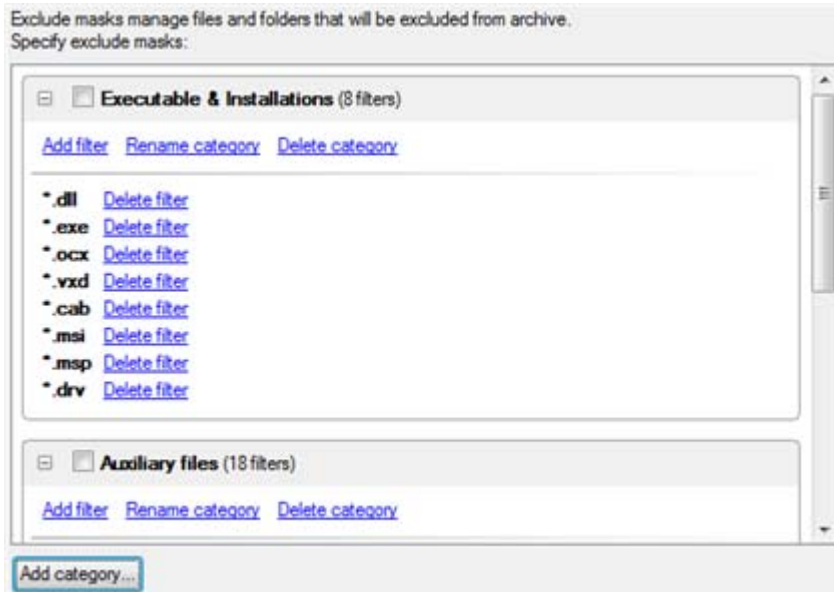 Exclude masks manage files and folders that will be excluded from archive.
Specify exclude masks:
Executable & Installations (8 filters)
Add filter Rename category Delete category
*.dll Delete filter
*.exe Delete filter
*.ocx Delete filter
*.vxd Delete filter
*.cab Delete filter
*.msi Delete filter
*.msp Delete filter
*.drv Delete filter
Auxiliary files (18 filters)
Add filter Rename category Delete category
Add category...